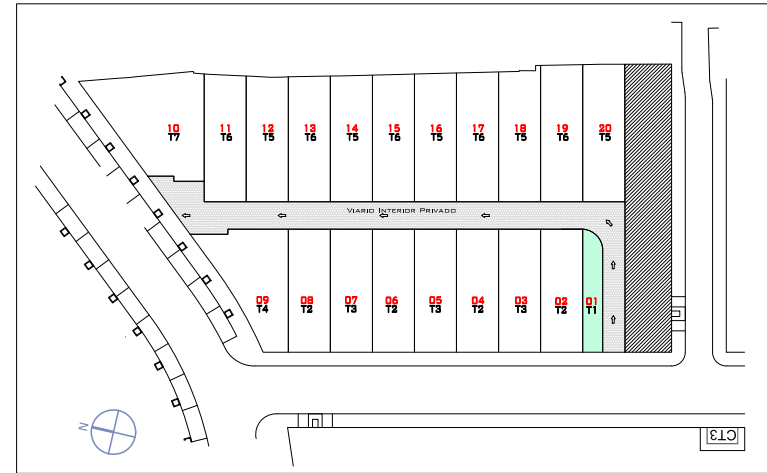 10 11 12 13 14 15 16 17 18 19 20
T7 T6 T5 T6 T5 T6 T5 T6 T5 T6 T5
Viario Interior Privado
09 08 07 06 05 04 03 02 01
T4 T2 T3 T2 T3 T2 T3 T2 T1
N
CT3